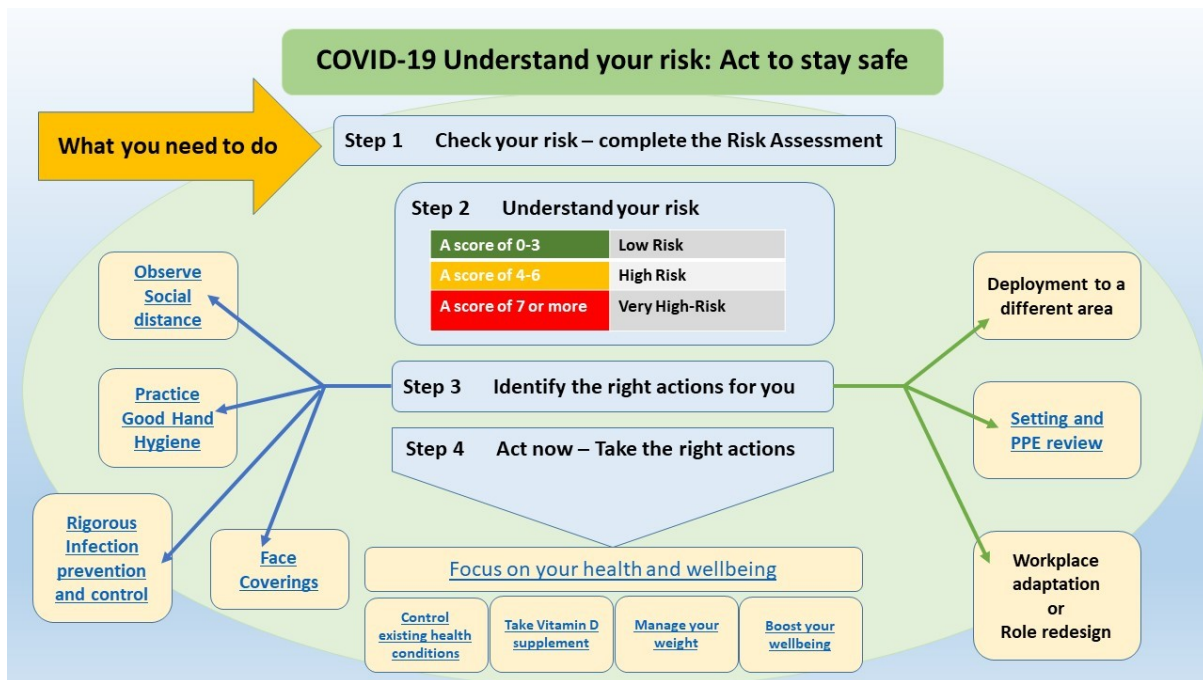 COVID-19 Understand your risk: Act to stay safe
What you need to do
Step 1 Check your risk – complete the Risk Assessment
Step 2 Understand your risk
A score of 0-3 Low Risk
A score of 4-6 High Risk
A score of 7 or more Very High-Risk
Step 3 Identify the right actions for you
Observe
Social
distance
Practice
Good Hand
Hygiene
Rigorous
Infection
prevention
and control
Face
Coverings
Deployment to a
different area
Setting and
PPE review
Workplace
adaptation
or
Role redesign
Step 4 Act now – Take the right actions
Focus on your health and wellbeing
Control
existing health
conditions
Take Vitamin D
supplement
Manage your
weight
Boost your
wellbeing